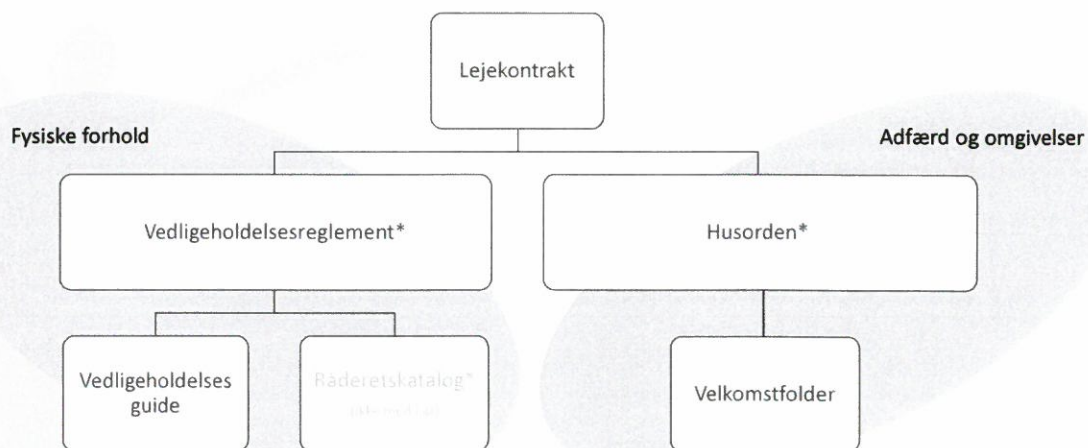 Lejekontrakt
Fysiske forhold
Adfærd og omgivelser
Vedligeholdelsesreglement*
Husorden*
Vedligeholdelses
guide
Råderetskatalog*
Velkomstfolder